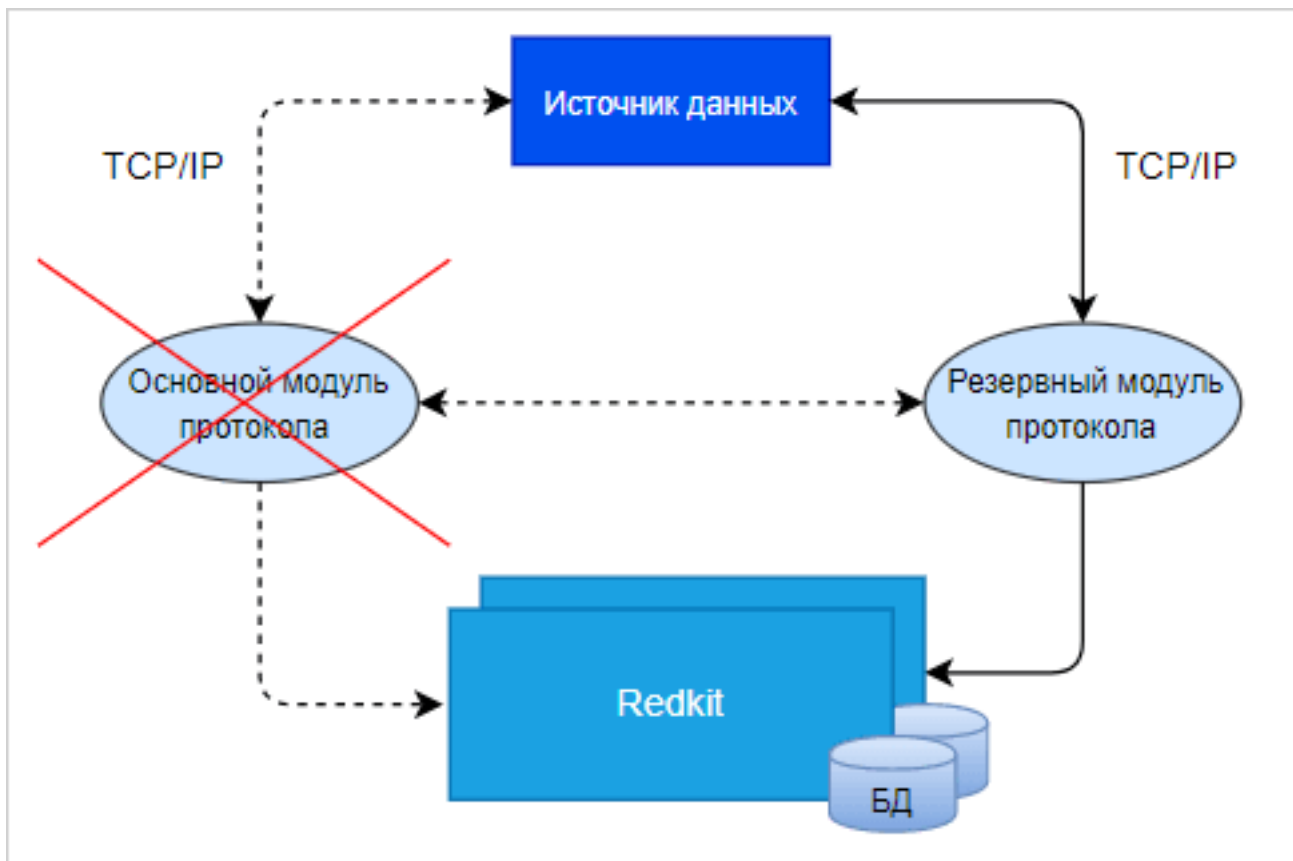 Источник данных
TCP/IP
TCP/IP
Основной модуль
протокола
Резервный модуль
протокола
Redkit
БД